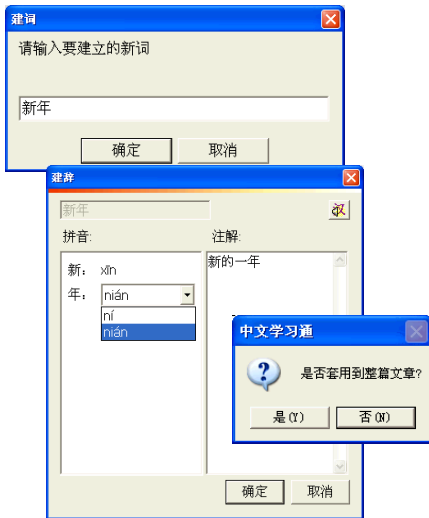 建词
请输入要建立的新词
新年
确定 取消
建辞
新年
汉
拼音: 注解:
新: xīn
年: nián
ní
nián
新的一年
中文学习通
?
是否套用到整篇文章?
是(Y) 否(N)
确定 取消